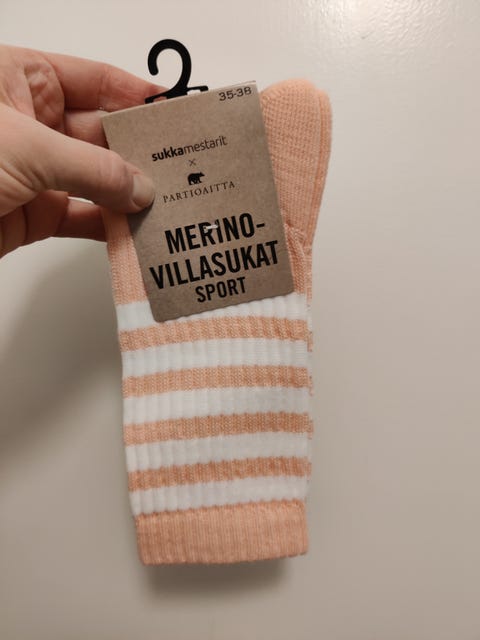 35-38
sukkamestarit
×
PARTIOAITTA
MERINO-
VILLASUKAT
SPORT